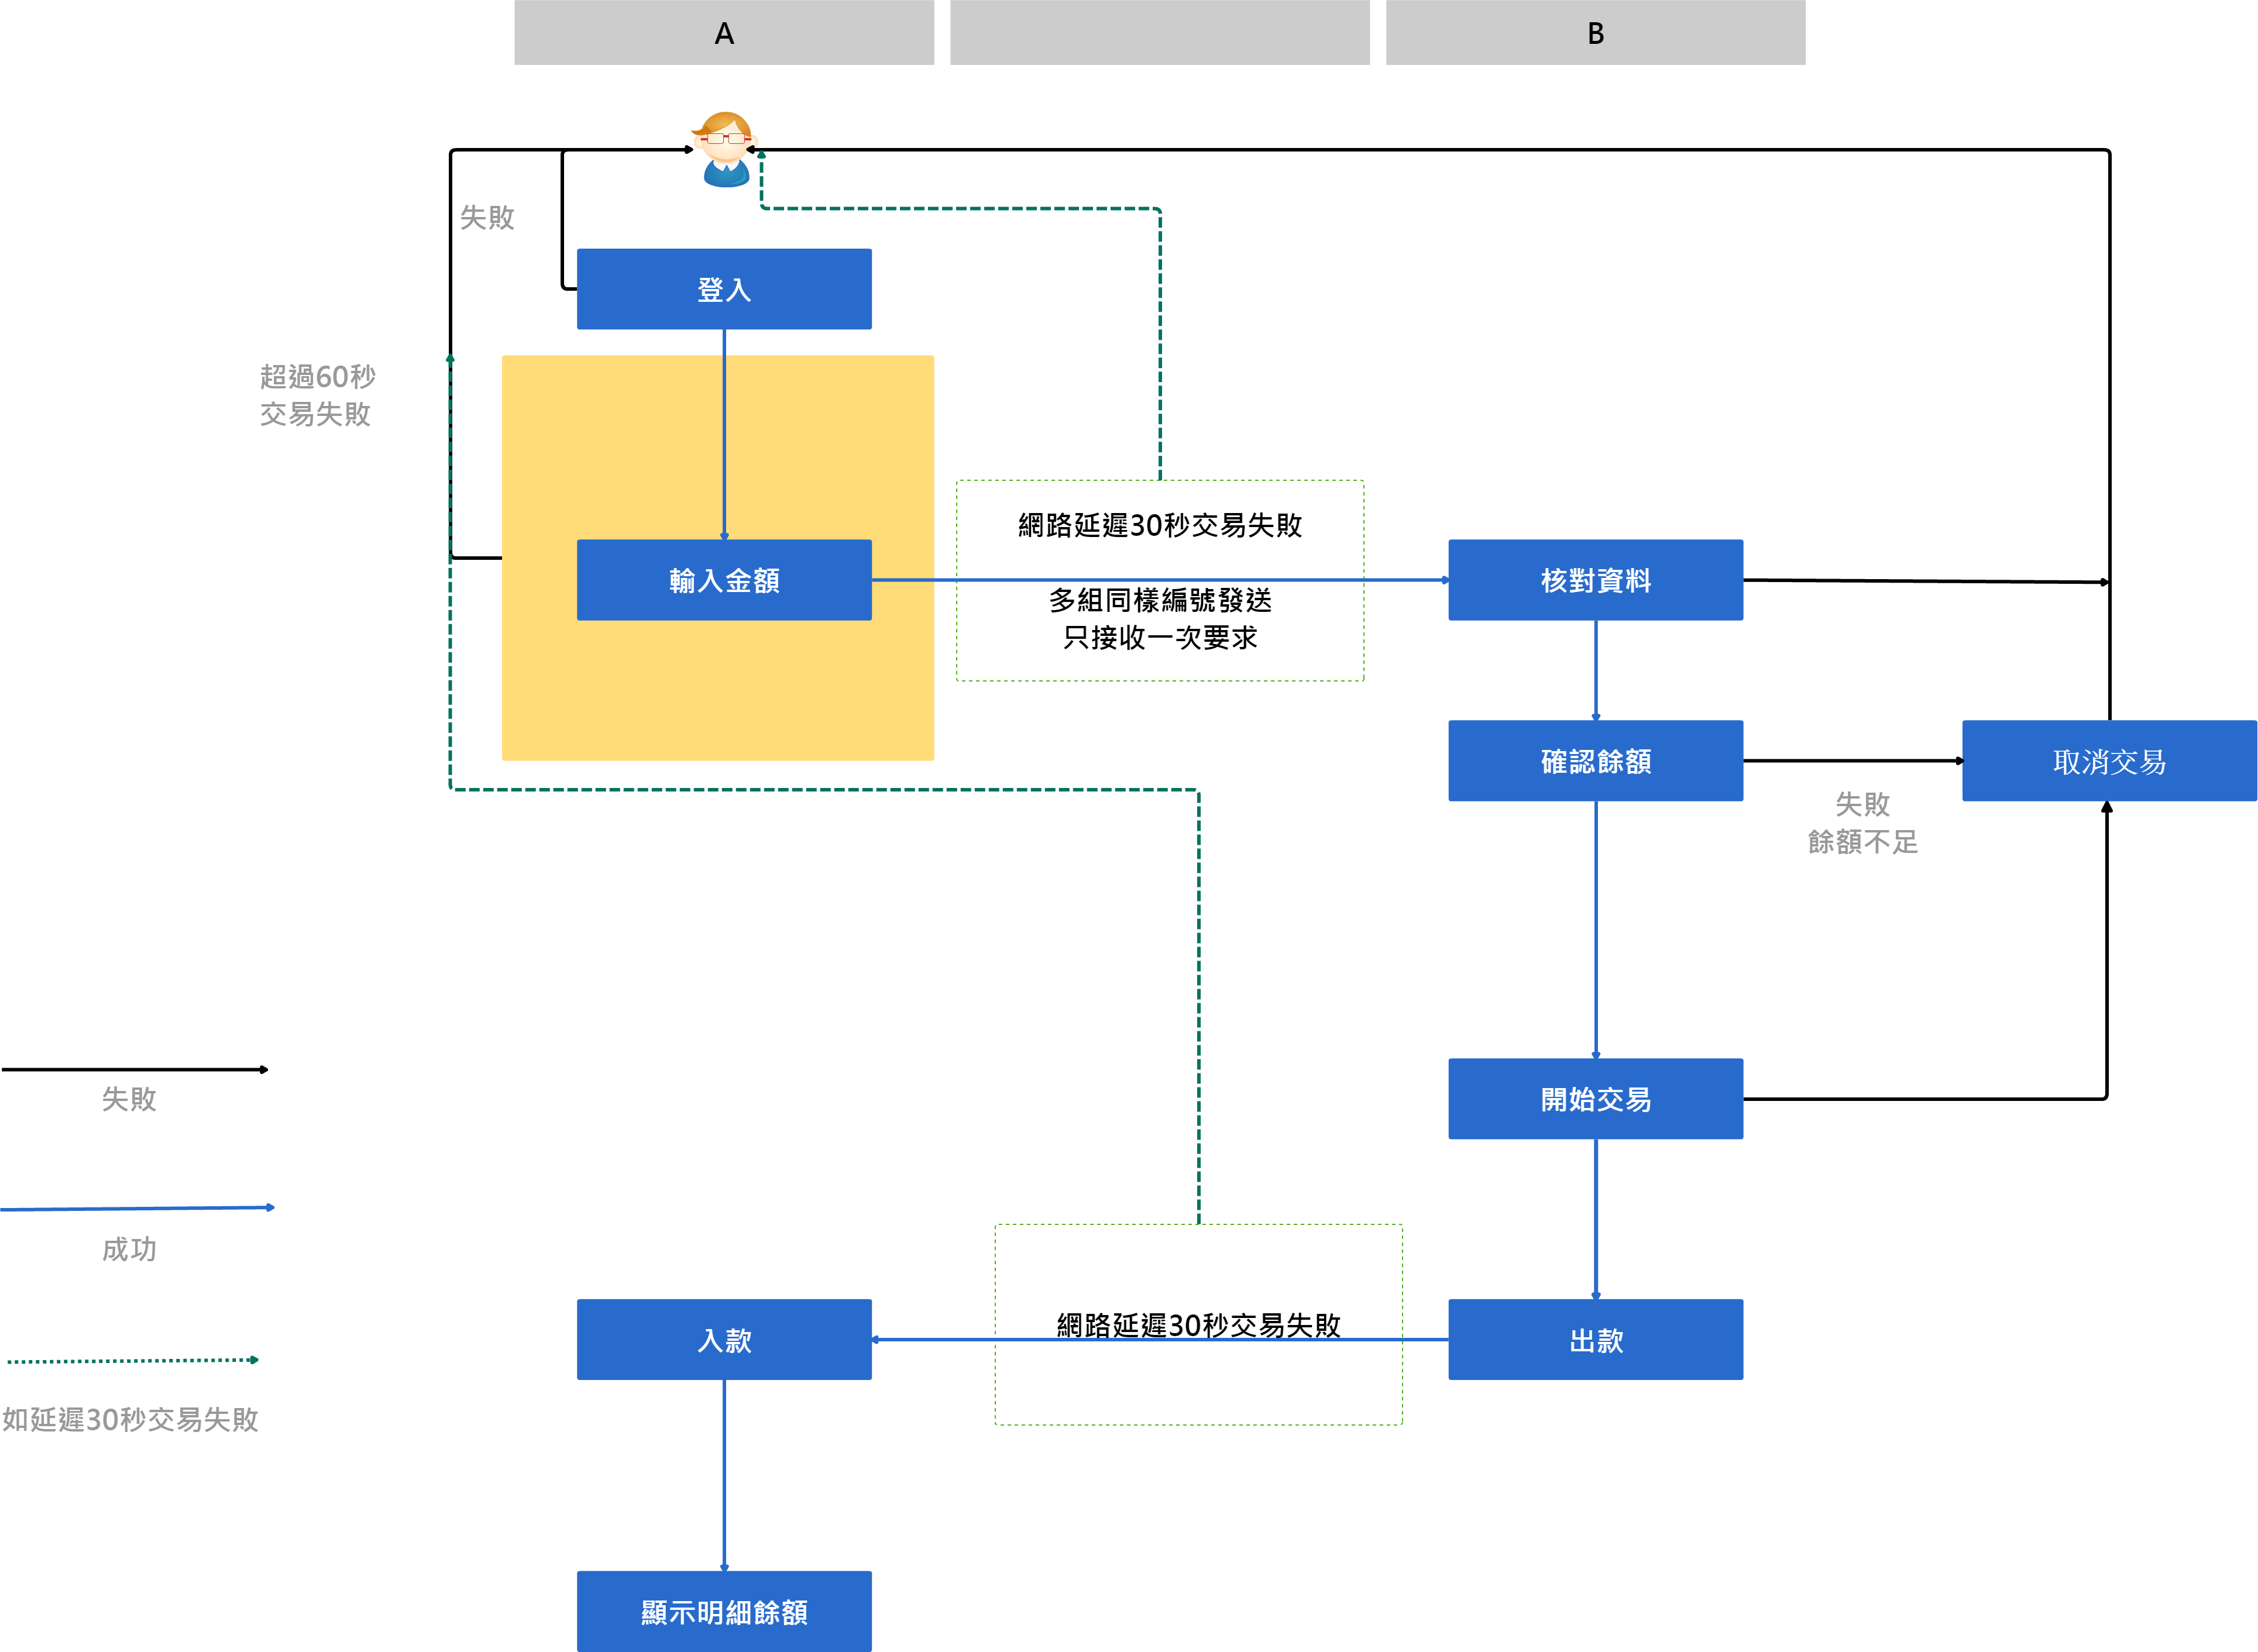 A
B
失敗
登入
超過60秒
交易失敗
網路延遲30秒交易失敗
輸入金額
多組同樣編號發送
只接收一次要求
核對資料
確認餘額
取消交易
失敗
餘額不足
開始交易
失敗
成功
入款
網路延遲30秒交易失敗
出款
如延遲30秒交易失敗
顯示明細餘額